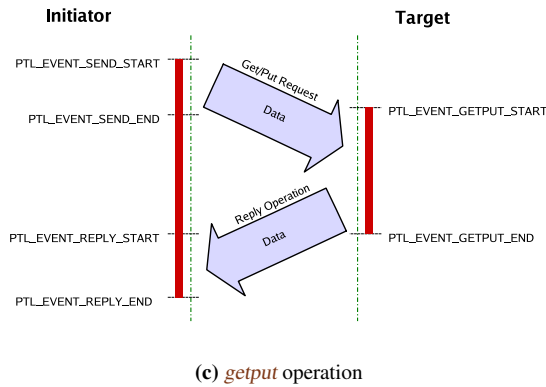 Initiator
Target
PTL_EVENT_SEND_START
Get/Put Request
Data
PTL_EVENT_GETPUT_START
PTL_EVENT_SEND_END
Reply Operation
Data
PTL_EVENT_REPLY_START
PTL_EVENT_GETPUT_END
PTL_EVENT_REPLY_END
(c) getput operation